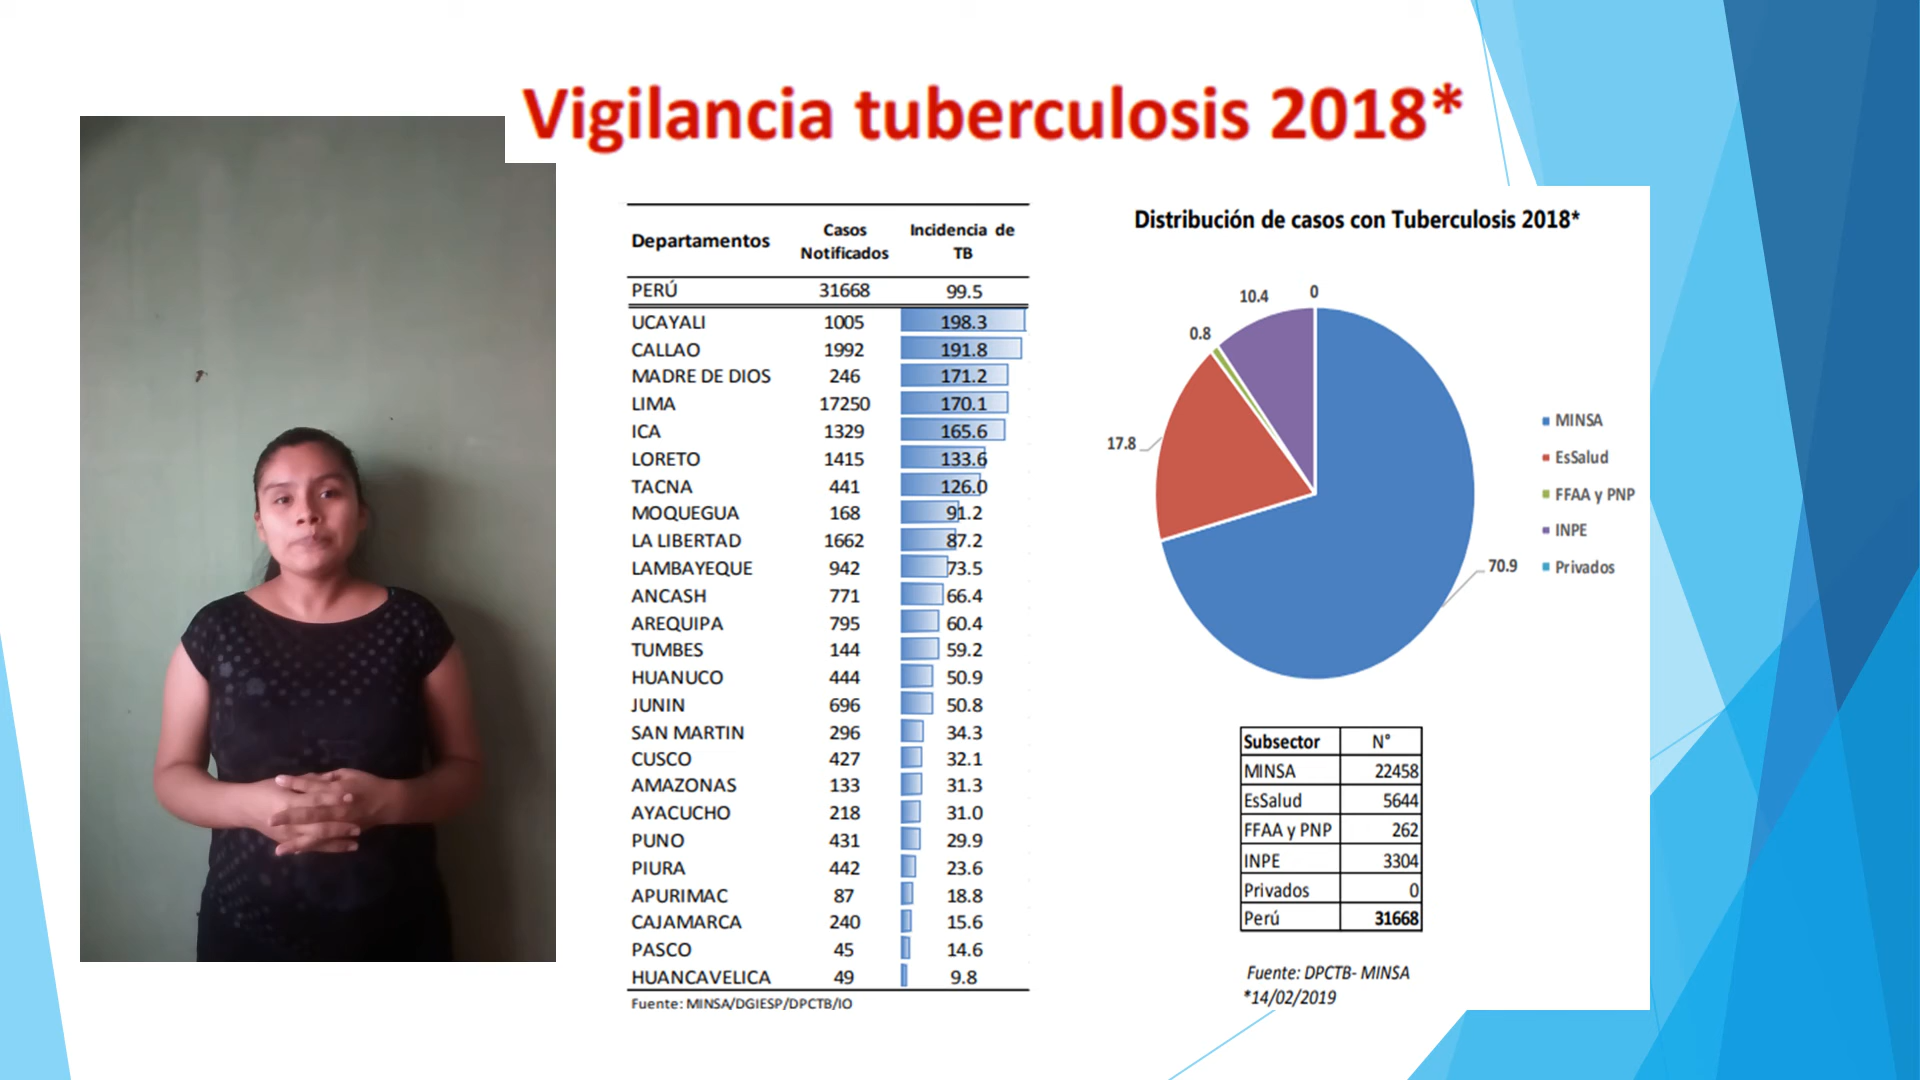 Vigilancia tuberculosis 2018*
Departamentos Casos Notificados Incidencia de TB
PERÚ 31668 99.5
UCAYALI 1005 198.3
CALLAO 1992 191.8
MADRE DE DIOS 246 171.2
LIMA 17250 170.1
ICA 1329 165.6
LORETO 1415 133.6
TACNA 441 126.0
MOQUEGUA 168 91.2
LA LIBERTAD 1662 87.2
LAMBAYEQUE 942 73.5
ANCASH 771 66.4
AREQUIPA 795 60.4
TUMBES 144 59.2
HUANUCO 444 50.9
JUNIN 696 50.8
SAN MARTIN 296 34.3
CUSCO 427 32.1
AMAZONAS 133 31.3
AYACUCHO 218 31.0
PUNO 431 29.9
PIURA 442 23.6
APURIMAC 87 18.8
CAJAMARCA 240 15.6
PASCO 45 14.6
HUANCAVELICA 49 9.8
Fuente: MINSA/DGIESP/DPCTB/IO
Distribución de casos con Tuberculosis 2018*
0
10.4
0.8
17.8
70.9
MINSA
EsSalud
FFAA y PNP
INPE
Privados
Subsector N°
MINSA 22458
EsSalud 5644
FFAA y PNP 262
INPE 3304
Privados 0
Perú 31668
Fuente: DPCTB- MINSA
*14/02/2019